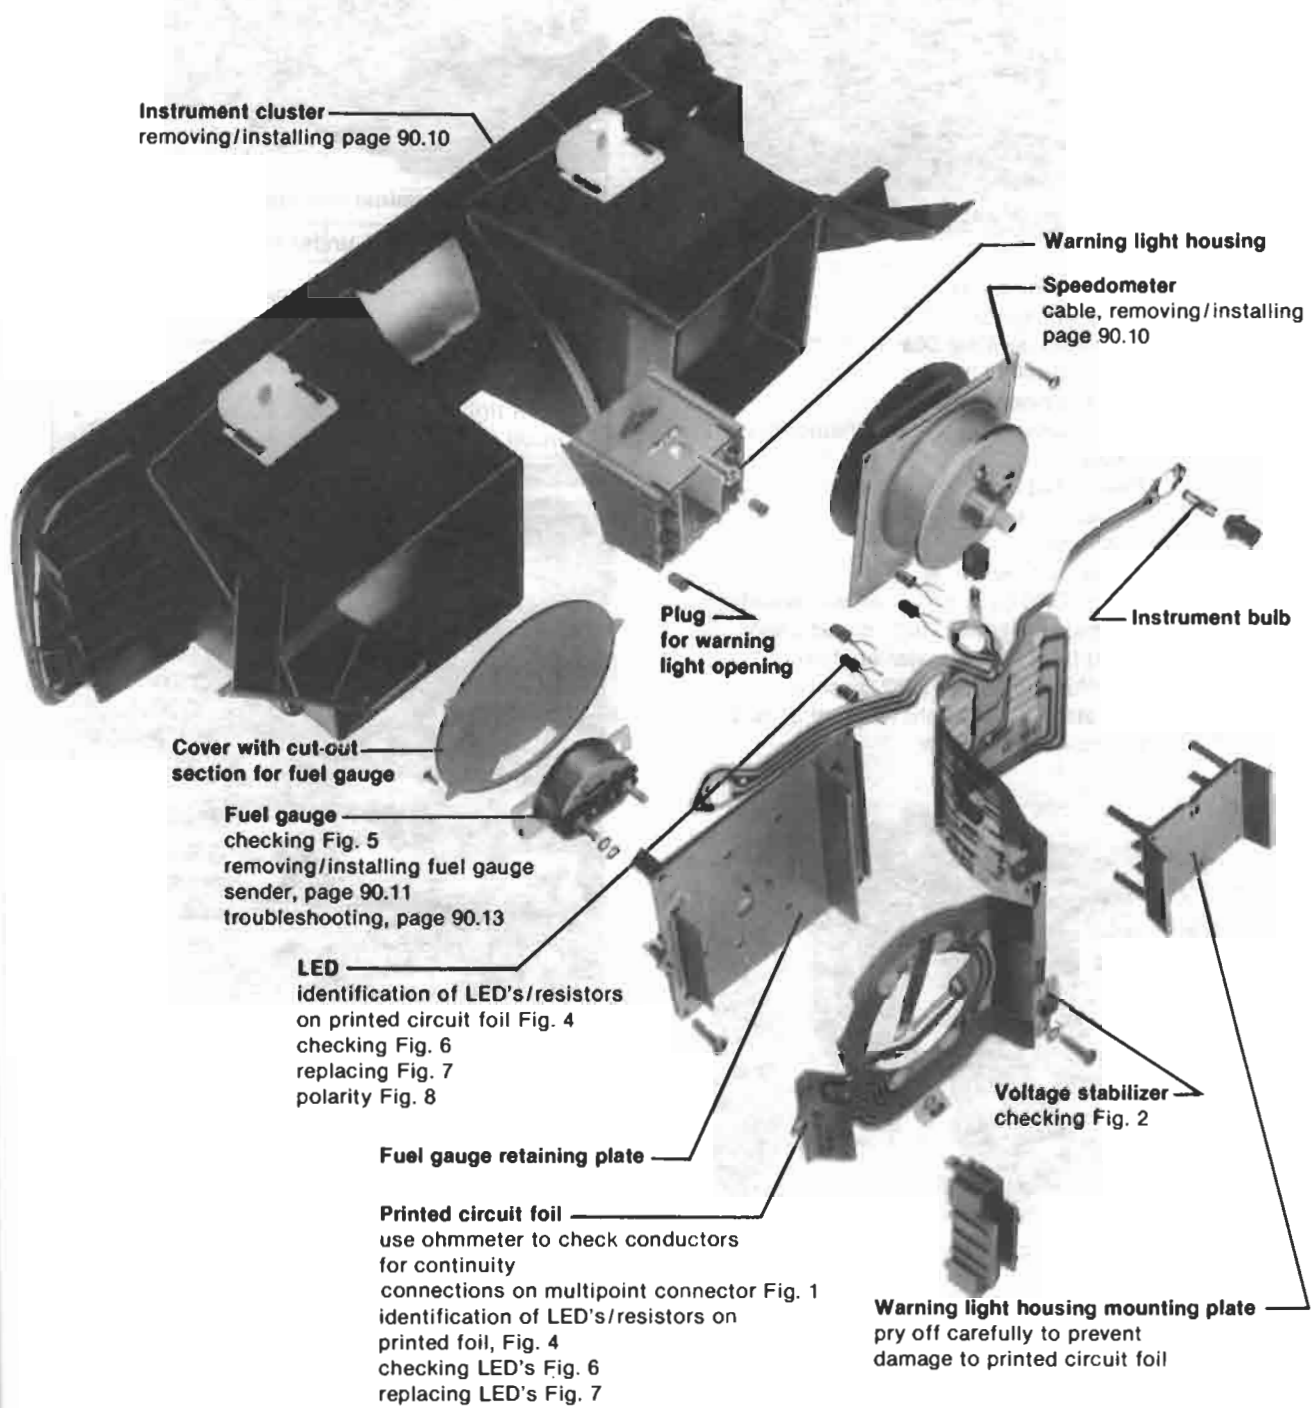 Instrument cluster
removing/installing page 90.10
Warning light housing
Speedometer
cable, removing/installing
page 90.10
Plug
for warning
light opening
Instrument bulb
Cover with cut-out
section for fuel gauge
Fuel gauge
checking Fig. 5
removing/installing fuel gauge
sender, page 90.11
troubleshooting, page 90.13
LED
identification of LED's/resistors
on printed circuit foil Fig. 4
checking Fig. 6
replacing Fig. 7
polarity Fig. 8
Voltage stabilizer
checking Fig. 2
Fuel gauge retaining plate
Printed circuit foil
use ohmmeter to check conductors
for continuity
connections on multipoint connector Fig. 1
identification of LED's/resistors on
printed foil, Fig. 4
checking LED's Fig. 6
replacing LED's Fig. 7
Warning light housing mounting plate
pry off carefully to prevent
damage to printed circuit foil